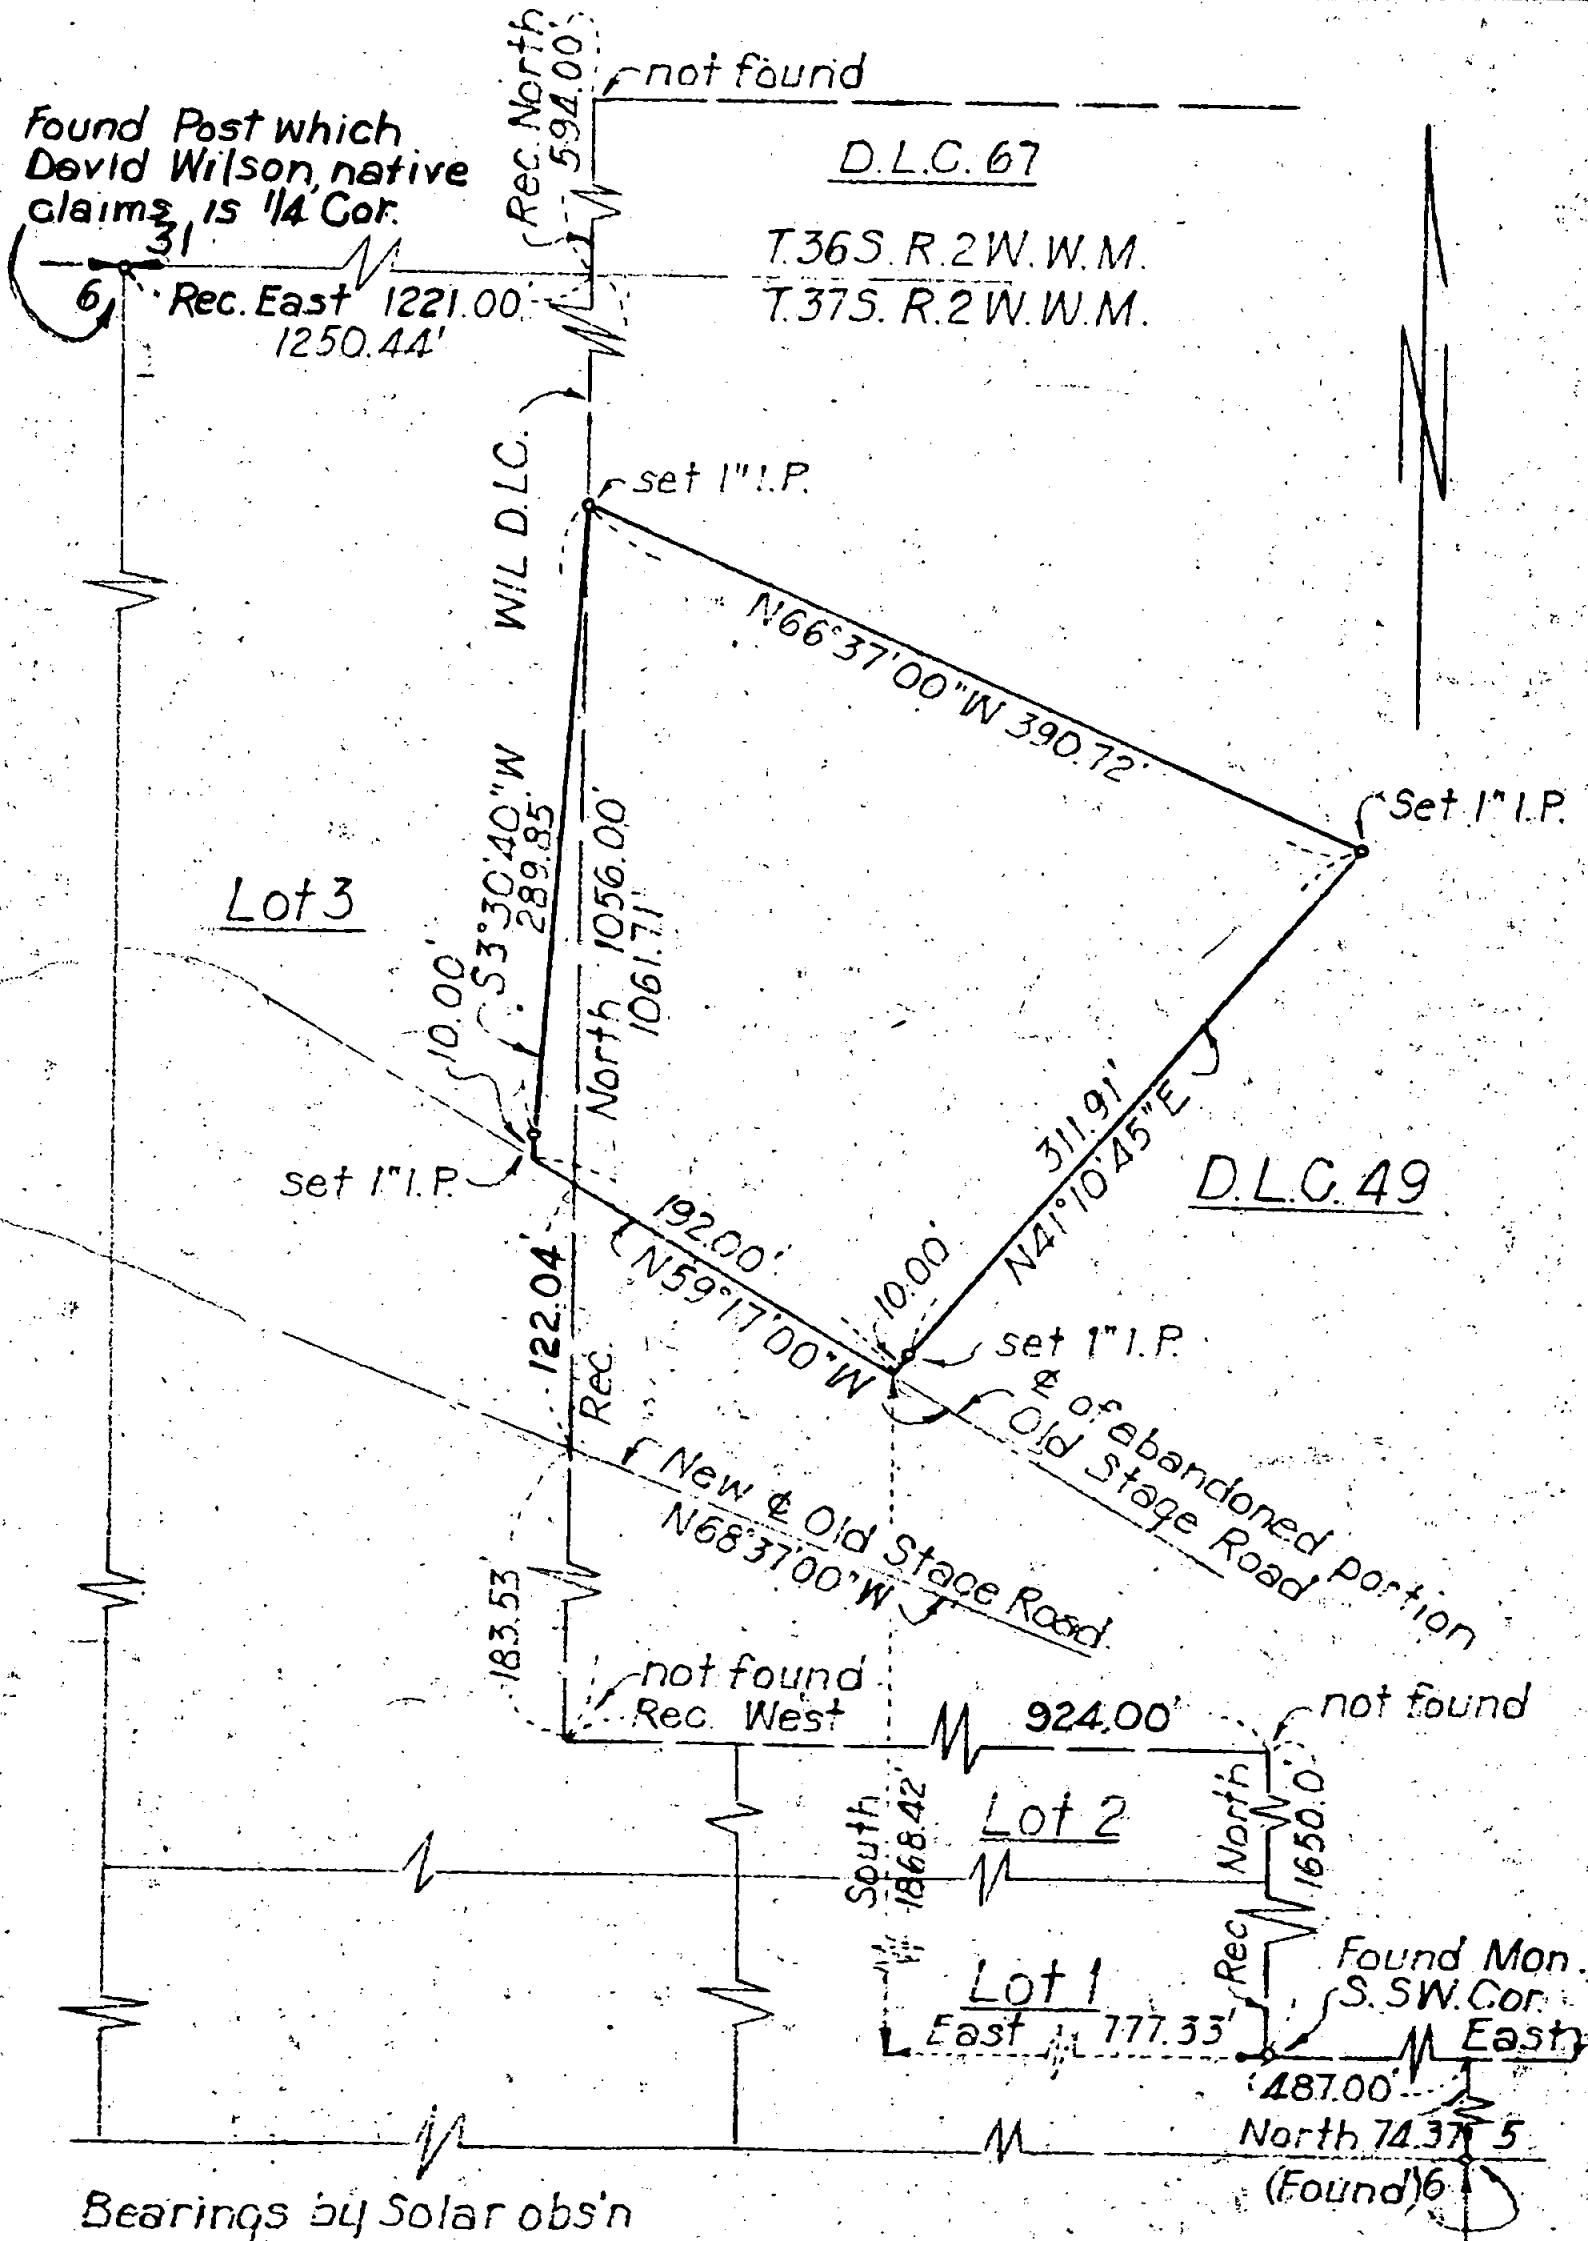 Rec. North
594.00'
not found
Found Post which
David Wilson, native
claims, is 1/4 Cor.
D.L.C. 67
31
6
T.36S. R.2W. W.M.
Rec. East 1221.00
T.37S. R.2W. W.M.
1250.44'
N
W'IL D.L.C.
set 1" I.P.
N66°37'00"W 390.72'
Set 1" I.P.
S3°30'40"W
289.85
Lot 3
North 1056.00'
1061.71'
10.00'
311.91'
N41°10'45"E
D.L.C. 49
set 1" I.P.
192.00'
N59°17'00"W
10.00'
122.04'
Rec.
set 1" I.P.
℄ of abandoned portion
Old Stage Road
New ℄ Old Stage Road
N68°37'00"W
183.53'
not found
Rec. West
924.00'
not found
South
1868.42'
Lot 2
North
1650.0'
Rec
Lot 1
East 777.33'
Found Mon.
S.SW. Cor.
East
487.00'
North 74.37' 5
(Found) 6
Bearings by Solar obs'n